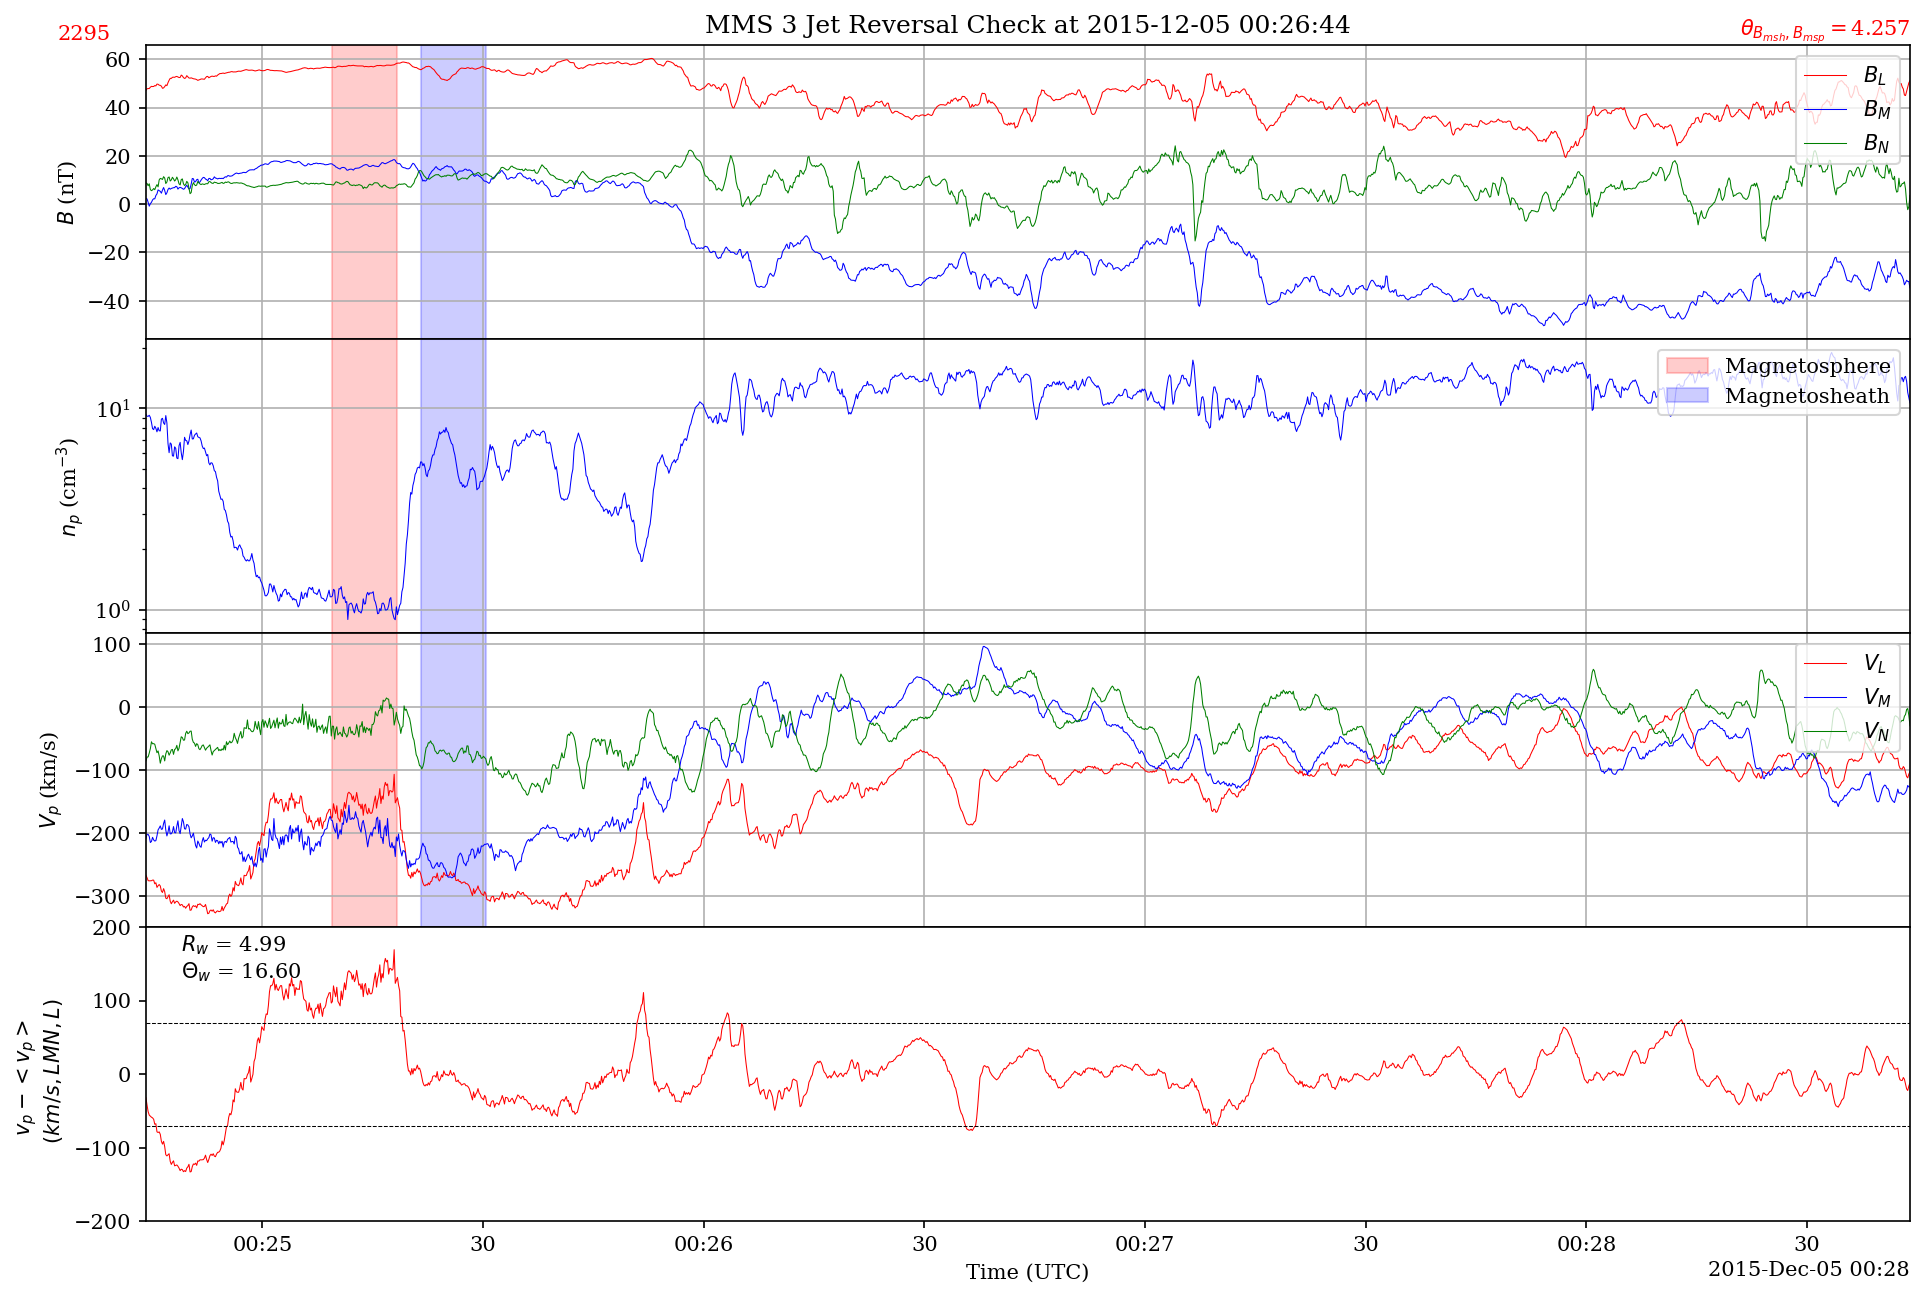 2295
MMS 3 Jet Reversal Check at 2015-12-05 00:26:44
θ_{B_{msh}, B_{msp}} = 4.257
B (nT)
60
40
20
0
−20
−40
B_L
B_M
B_N
n_p (cm^{−3})
10^1
10^0
Magnetosphere
Magnetosheath
V_p (km/s)
100
0
−100
−200
−300
V_L
V_M
V_N
v_p − < v_p >
(km/s, LMN, L)
200
100
0
−100
−200
R_w = 4.99
Θ_w = 16.60
00:25 30 00:26 30 00:27 30 00:28 30
Time (UTC)
2015-Dec-05 00:28